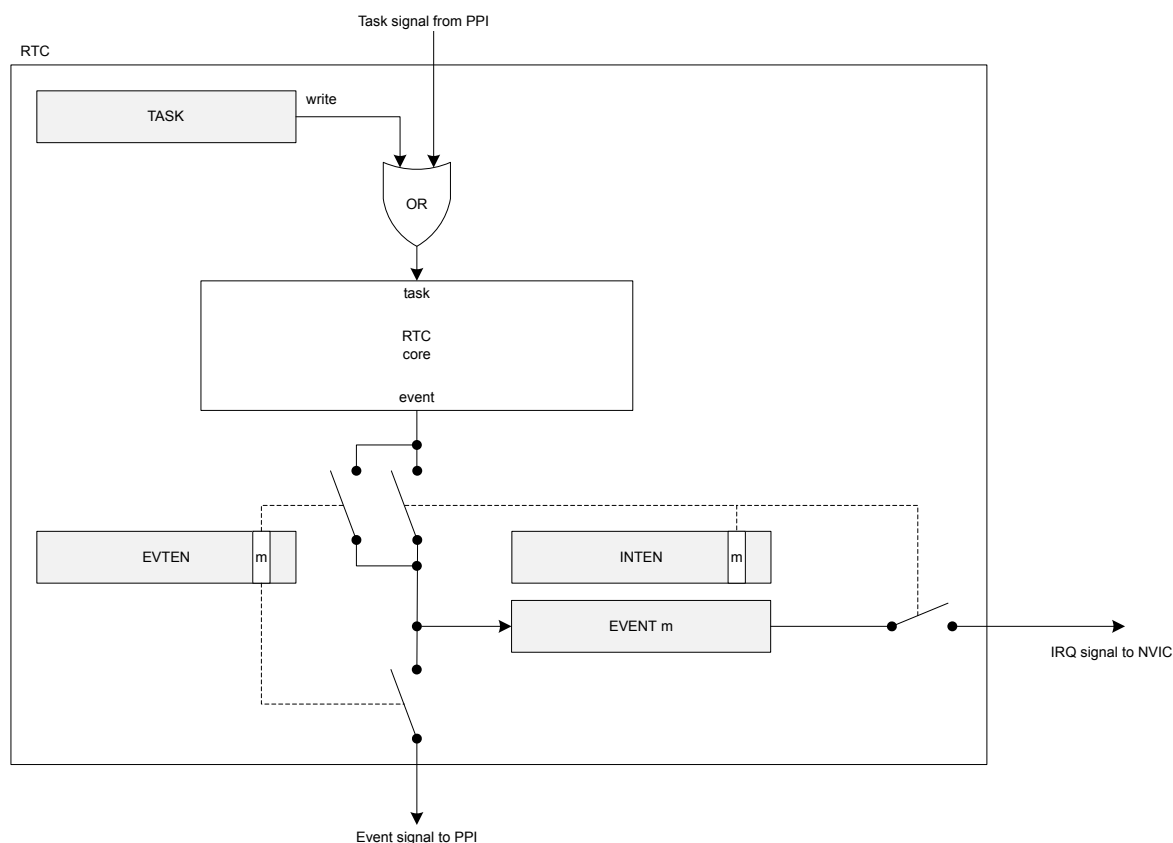 Task signal from PPI
RTC
write
TASK
OR
task
RTC
core
event
EVTEN
m
INTEN
m
EVENT m
IRQ signal to NVIC
Event signal to PPI